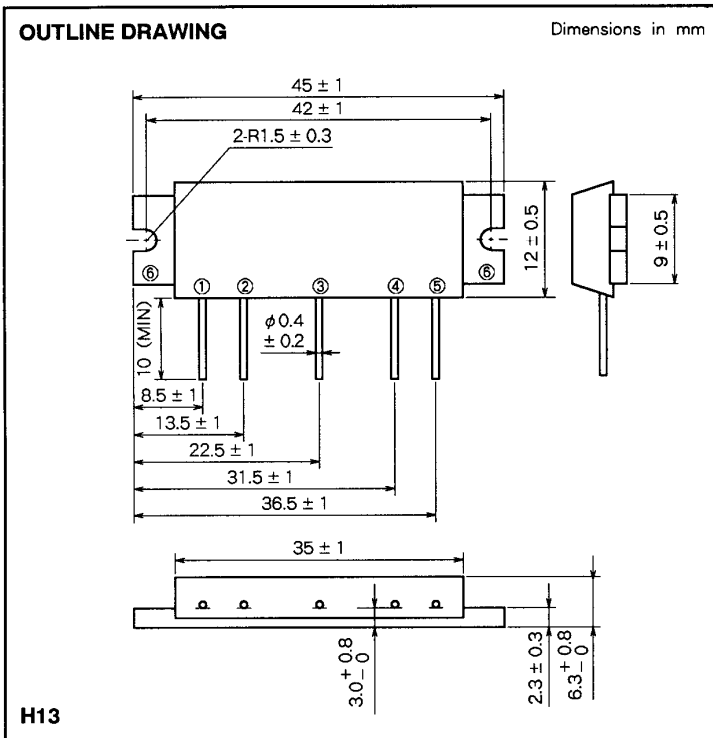 OUTLINE DRAWING
Dimensions in mm
45 ± 1
42 ± 1
2-R1.5 ± 0.3
12 ± 0.5
9 ± 0.5
⑥
①
②
③
④
⑤
⑥
10 (MIN)
ϕ0.4
± 0.2
8.5 ± 1
13.5 ± 1
22.5 ± 1
31.5 ± 1
36.5 ± 1
35 ± 1
3.0 + 0.8 − 0
2.3 ± 0.3
6.3 + 0.8 − 0
H13